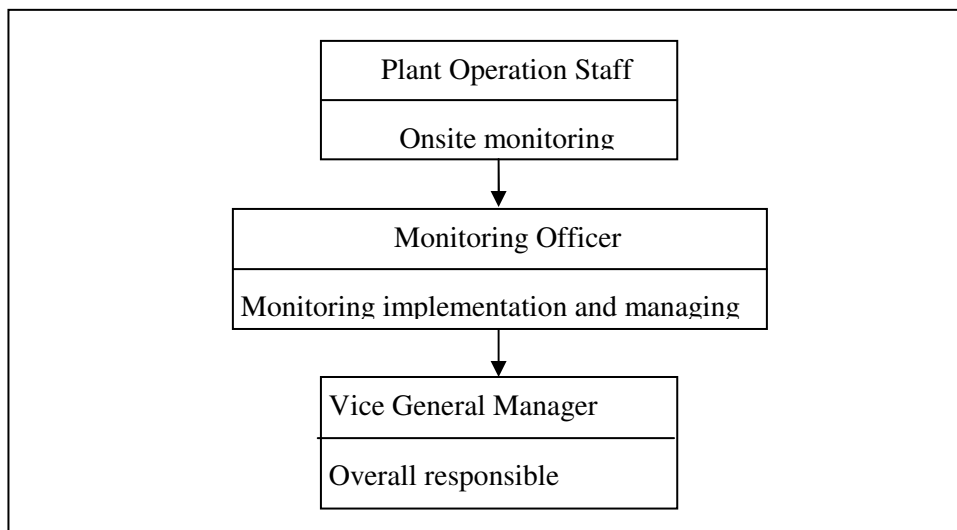 Plant Operation Staff
Onsite monitoring
Monitoring Officer
Monitoring implementation and managing
Vice General Manager
Overall responsible